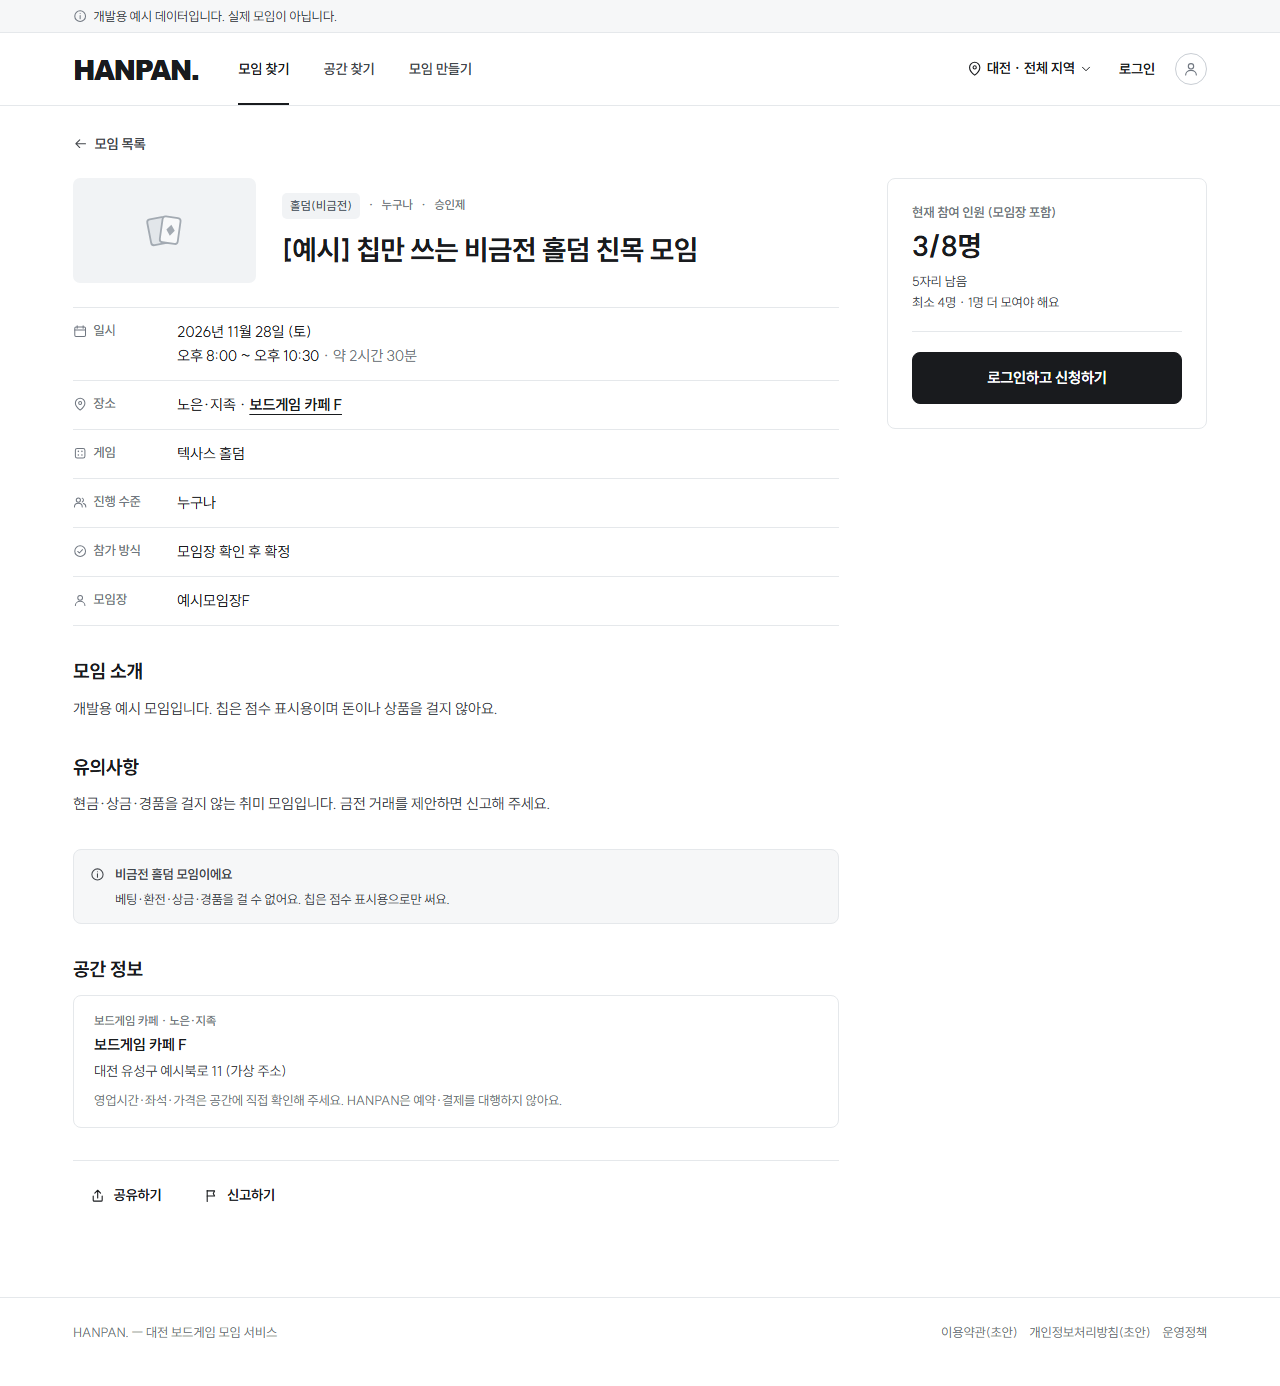 개발용 예시 데이터입니다. 실제 모임이 아닙니다.
HANPAN.
모임 찾기
공간 찾기
모임 만들기
대전 · 전체 지역
로그인
모임 목록
홀덤(비금전) · 누구나 · 승인제
[예시] 칩만 쓰는 비금전 홀덤 친목 모임
일시
2026년 11월 28일 (토)
오후 8:00 ~ 오후 10:30 · 약 2시간 30분
장소
노은·지족 · 보드게임 카페 F
게임
텍사스 홀덤
진행 수준
누구나
참가 방식
모임장 확인 후 확정
모임장
예시모임장F
현재 참여 인원 (모임장 포함)
3/8명
5자리 남음
최소 4명 · 1명 더 모여야 해요
로그인하고 신청하기
모임 소개
개발용 예시 모임입니다. 칩은 점수 표시용이며 돈이나 상품을 걸지 않아요.
유의사항
현금·상금·경품을 걸지 않는 취미 모임입니다. 금전 거래를 제안하면 신고해 주세요.
비금전 홀덤 모임이에요
베팅·환전·상금·경품을 걸 수 없어요. 칩은 점수 표시용으로만 써요.
공간 정보
보드게임 카페 · 노은·지족
보드게임 카페 F
대전 유성구 예시북로 11 (가상 주소)
영업시간·좌석·가격은 공간에 직접 확인해 주세요. HANPAN은 예약·결제를 대행하지 않아요.
공유하기
신고하기
HANPAN. — 대전 보드게임 모임 서비스
이용약관(초안)
개인정보처리방침(초안)
운영정책